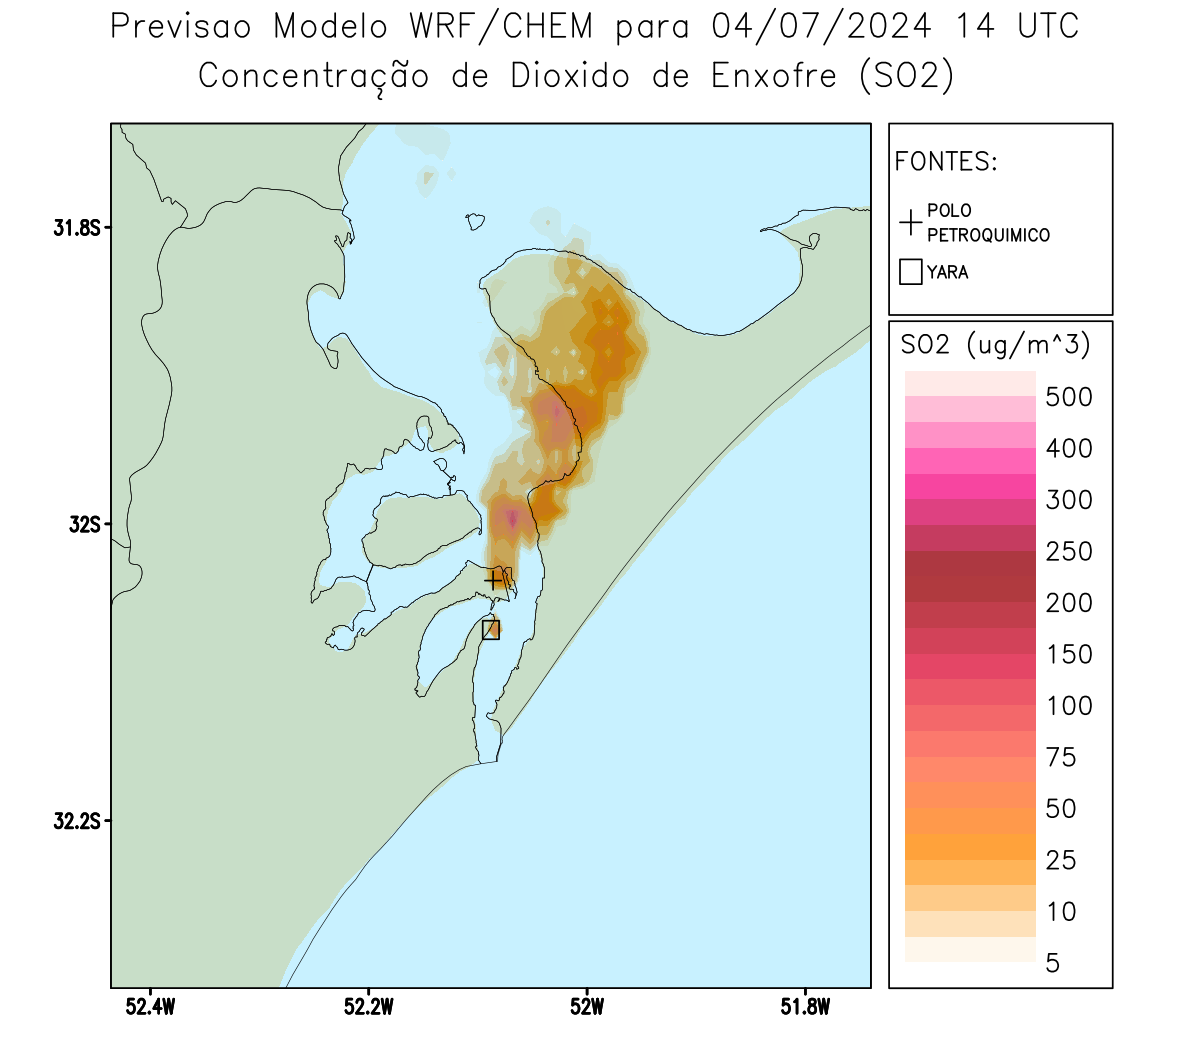 Previsao Modelo WRF/CHEM para 04/07/2024 14 UTC
Concentração de Dioxido de Enxofre (SO2)
FONTES:
POLO
PETROQUIMICO
YARA
SO2 (ug/m^3)
500
400
300
250
200
150
100
75
50
25
10
5
31.8S
32S
32.2S
52.4W
52.2W
52W
51.8W